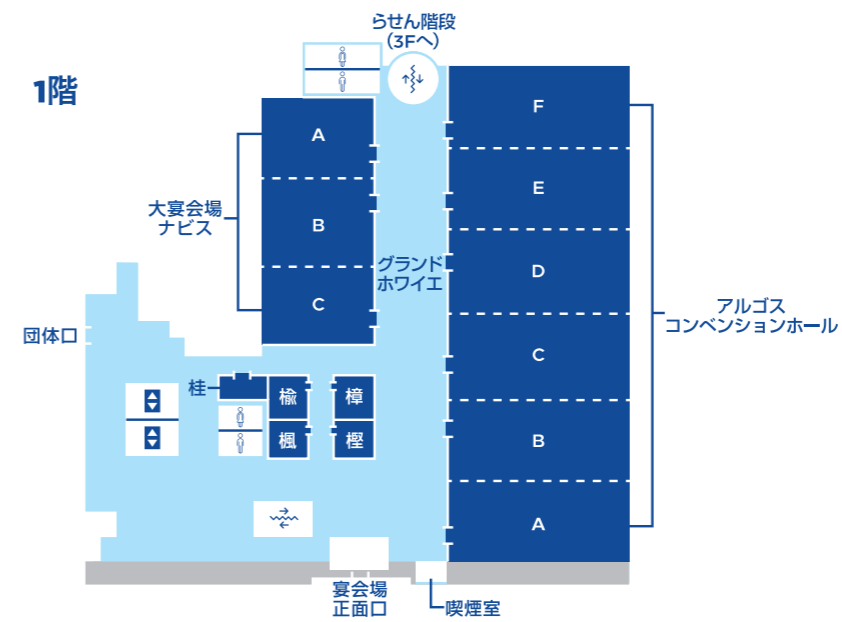 らせん階段
(3Fへ)
1階
F
A
E
大宴会場
ナビス
B
D
グランド
ホワイエ
C
アルゴス
コンベンションホール
団体口
C
桂
楡
樟
楓
樫
B
A
宴会場
正面口
喫煙室